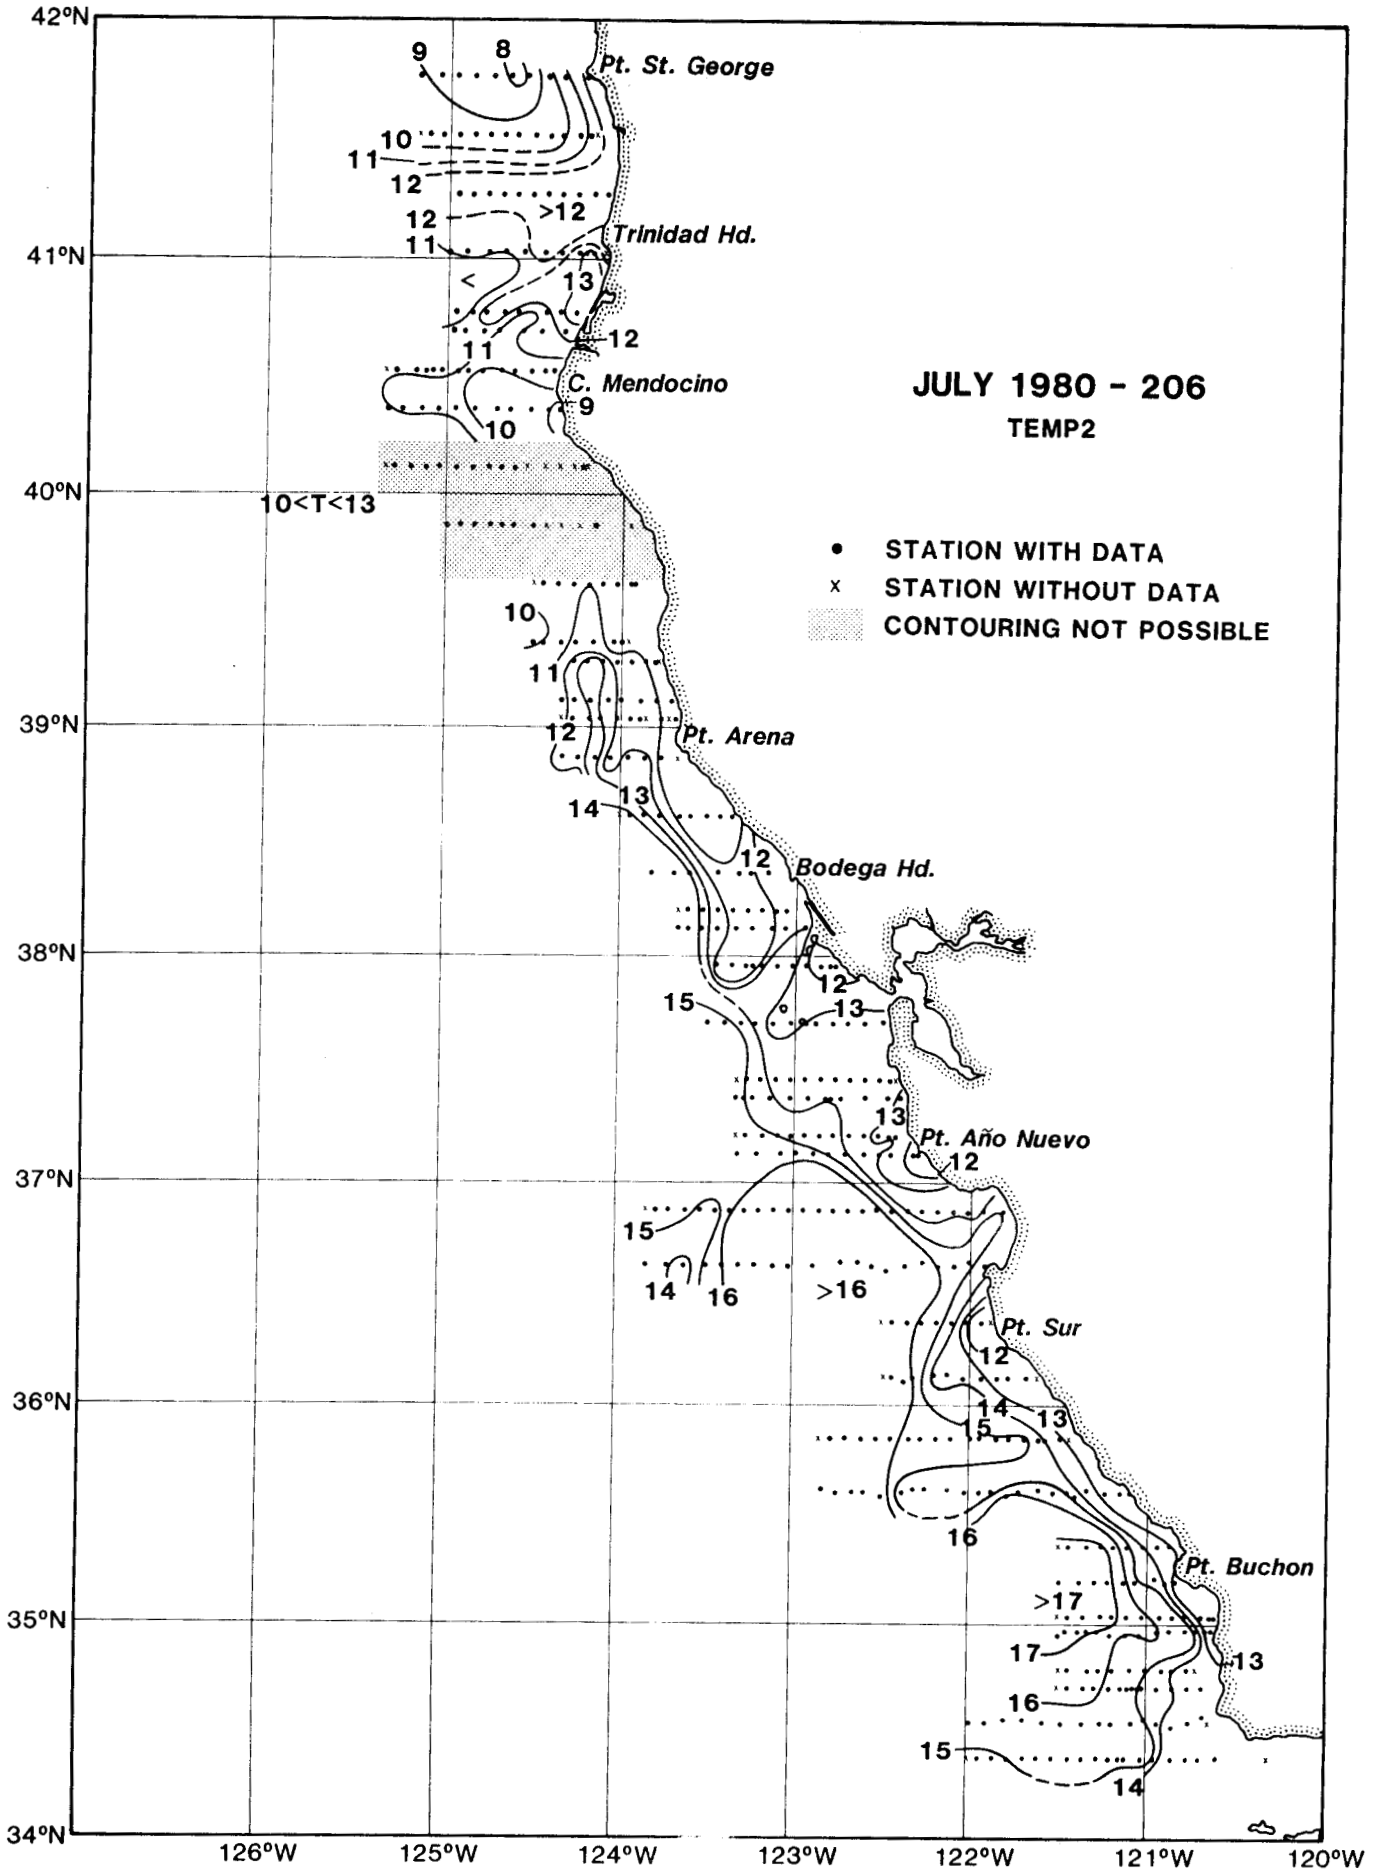 42°N
9
8
Pt. St. George
10
11
12
>12
12
Trinidad Hd.
11
41°N
<
13
12
11
C. Mendocino
JULY 1980 - 206
9
TEMP2
10
40°N
10<T<13
• STATION WITH DATA
x STATION WITHOUT DATA
CONTOURING NOT POSSIBLE
10
11
39°N
12
Pt. Arena
13
14
12
Bodega Hd.
38°N
12
15
13
13
Pt. Año Nuevo
12
37°N
15
14
16
>16
Pt. Sur
12
36°N
14
13
15
16
Pt. Buchon
>17
35°N
17
13
16
15
14
34°N
126°W
125°W
124°W
123°W
122°W
121°W
120°W